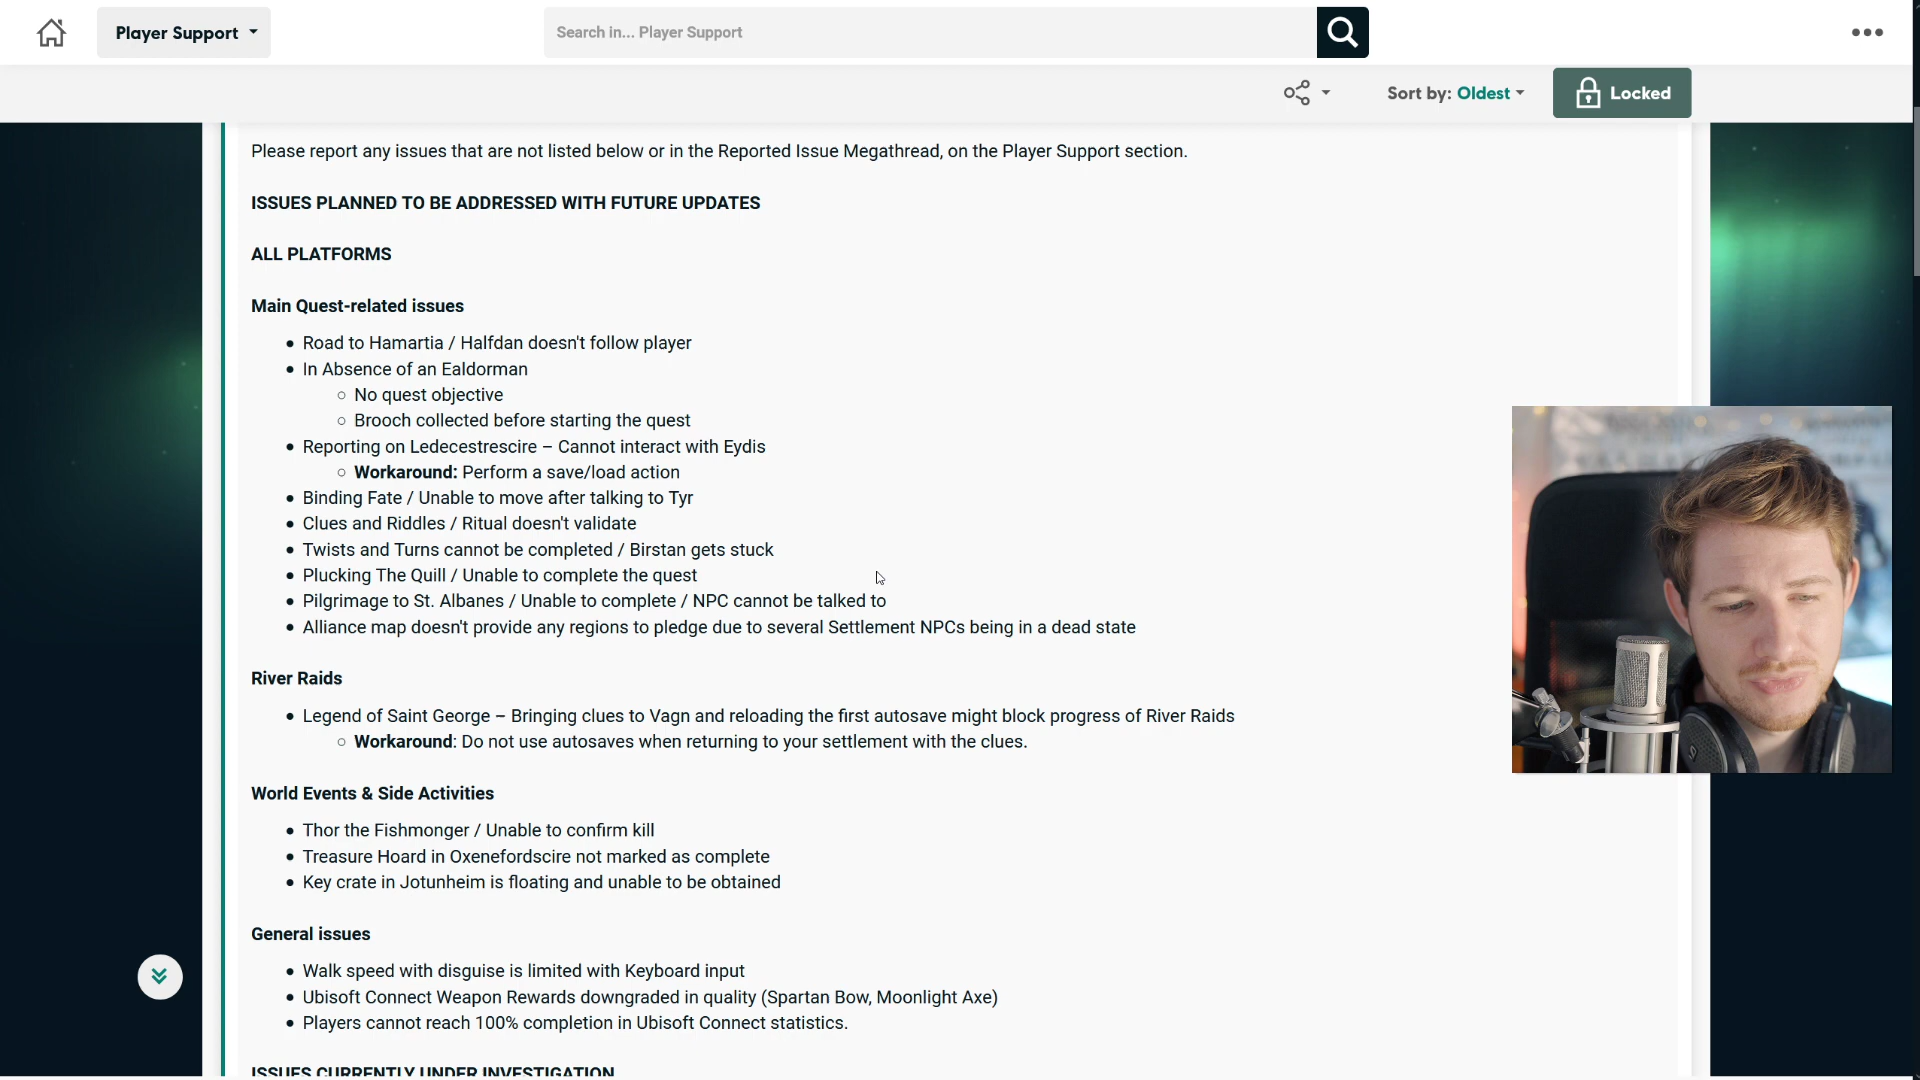 Player Support
Search in... Player Support
Sort by: Oldest
Locked
Please report any issues that are not listed below or in the Reported Issue Megathread, on the Player Support section.
ISSUES PLANNED TO BE ADDRESSED WITH FUTURE UPDATES
ALL PLATFORMS
Main Quest-related issues
Road to Hamartia / Halfdan doesn't follow player
In Absence of an Ealdorman
No quest objective
Brooch collected before starting the quest
Reporting on Ledecestrescire – Cannot interact with Eydis
Workaround: Perform a save/load action
Binding Fate / Unable to move after talking to Tyr
Clues and Riddles / Ritual doesn't validate
Twists and Turns cannot be completed / Birstan gets stuck
Plucking The Quill / Unable to complete the quest
Pilgrimage to St. Albanes / Unable to complete / NPC cannot be talked to
Alliance map doesn't provide any regions to pledge due to several Settlement NPCs being in a dead state
River Raids
Legend of Saint George – Bringing clues to Vagn and reloading the first autosave might block progress of River Raids
Workaround: Do not use autosaves when returning to your settlement with the clues.
World Events & Side Activities
Thor the Fishmonger / Unable to confirm kill
Treasure Hoard in Oxenefordscire not marked as complete
Key crate in Jotunheim is floating and unable to be obtained
General issues
Walk speed with disguise is limited with Keyboard input
Ubisoft Connect Weapon Rewards downgraded in quality (Spartan Bow, Moonlight Axe)
Players cannot reach 100% completion in Ubisoft Connect statistics.
ISSUES CURRENTLY UNDER INVESTIGATION